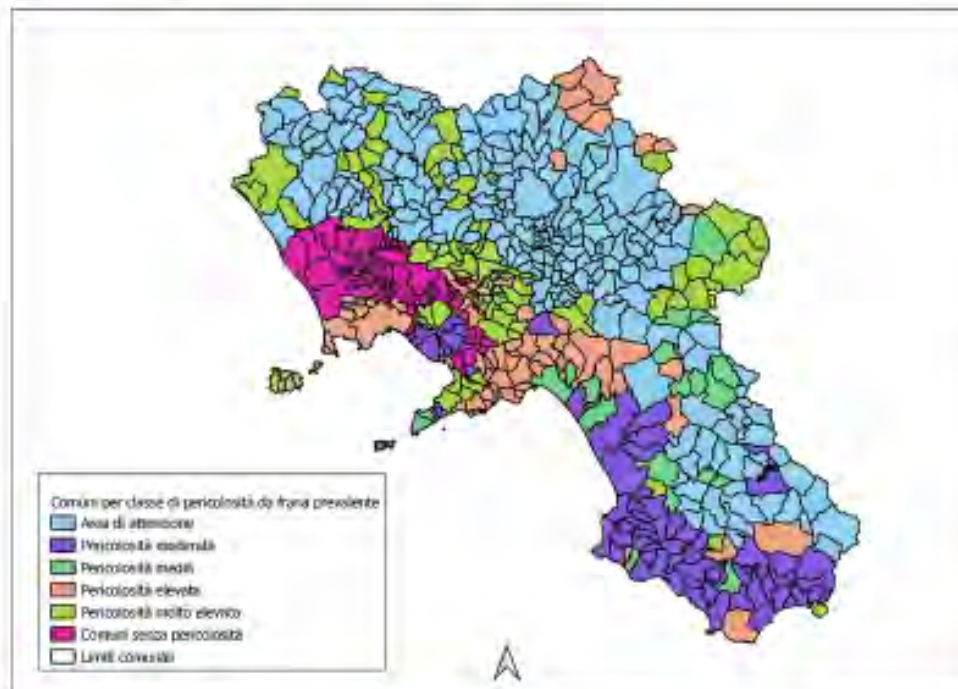 Comuni per classe di pericolosità da frana prevalente
Area di attenzione
Pericolosità moderata
Pericolosità media
Pericolosità elevata
Pericolosità molto elevata
Comuni senza pericolosità
Limiti comunali